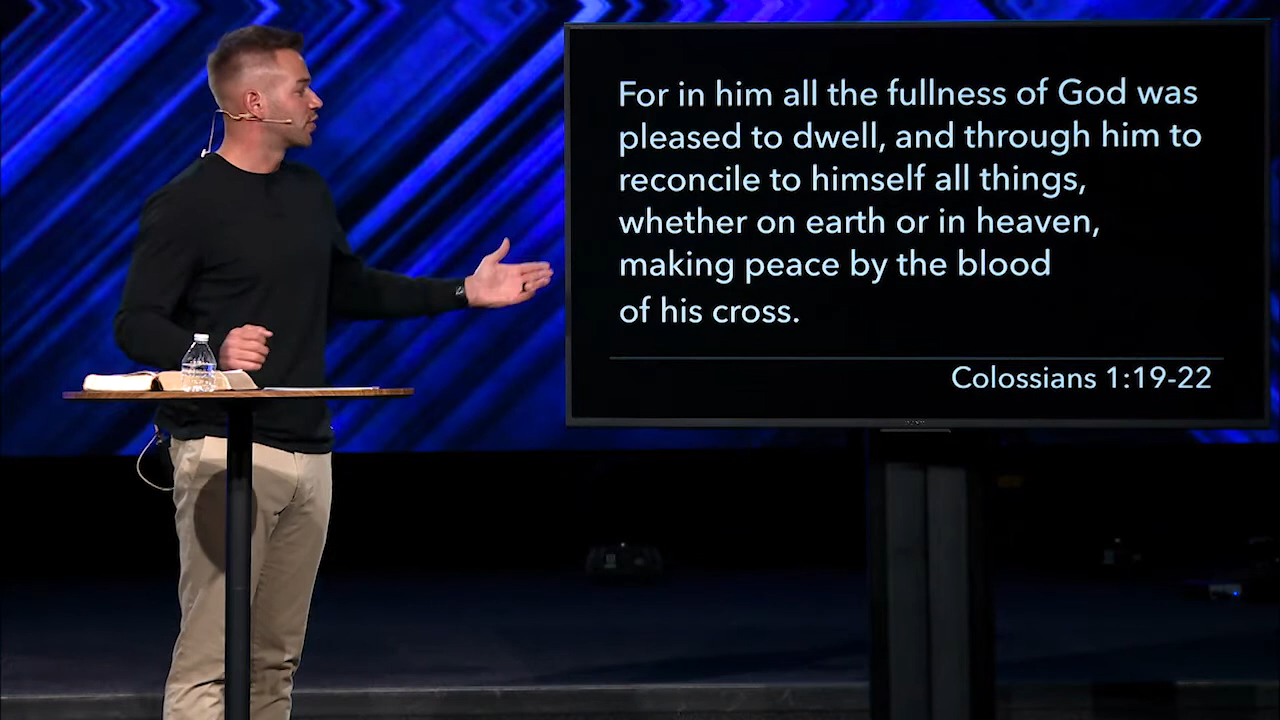 For in him all the fullness of God was
pleased to dwell, and through him to
reconcile to himself all things,
whether on earth or in heaven,
making peace by the blood
of his cross.
Colossians 1:19-22